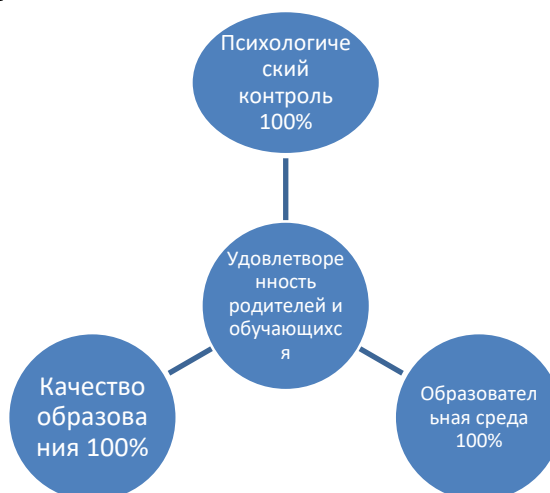 Психологиче
ский
контроль
100%
Удовлетворе
нность
родителей и
обучающихс
я
Качество
образова
ния 100%
Образовател
ьная среда
100%